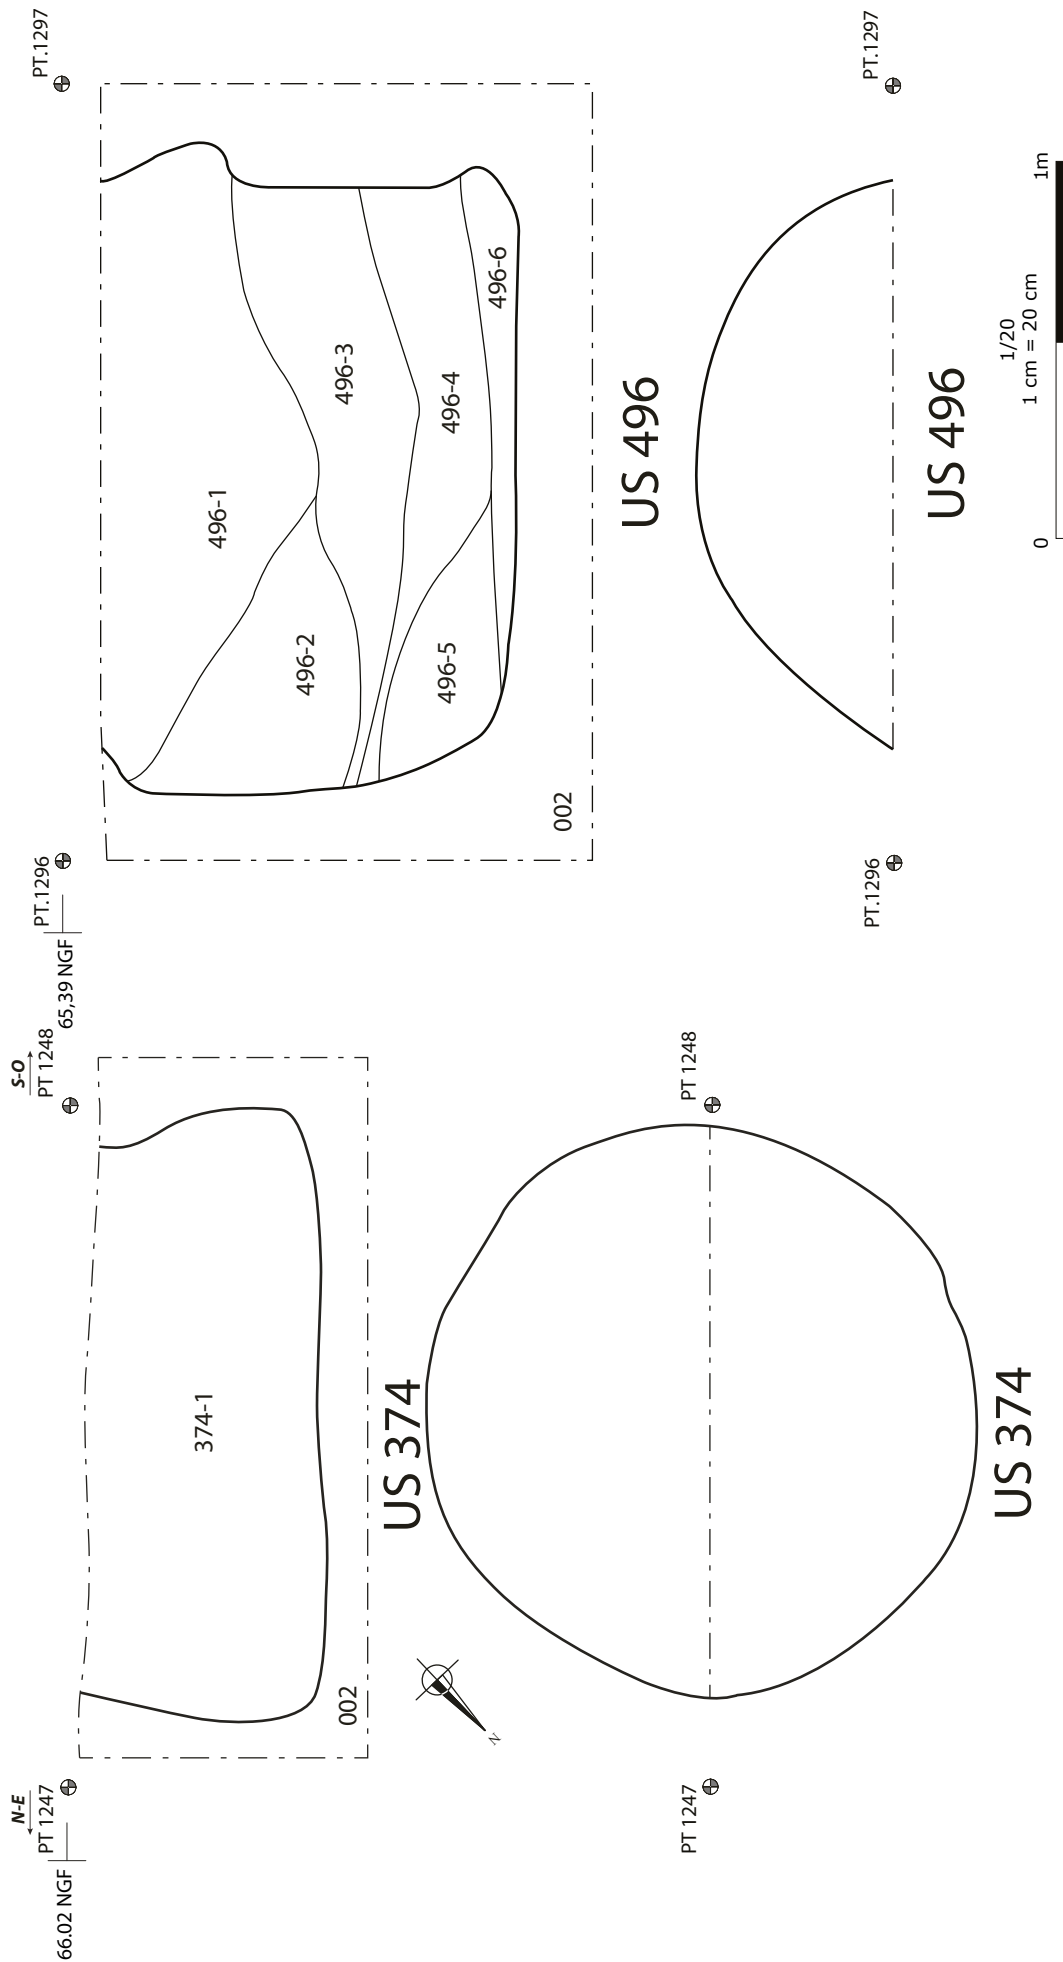 N-E
PT 1247
66.02 NGF
S-O
PT 1248
374-1
002
US 374
N
PT 1247
PT 1248
US 374
PT.1296
65,39 NGF
PT.1297
496-1
496-2
496-3
496-4
496-5
496-6
002
US 496
PT.1296
PT.1297
US 496
1/20
1 cm = 20 cm
0
1m